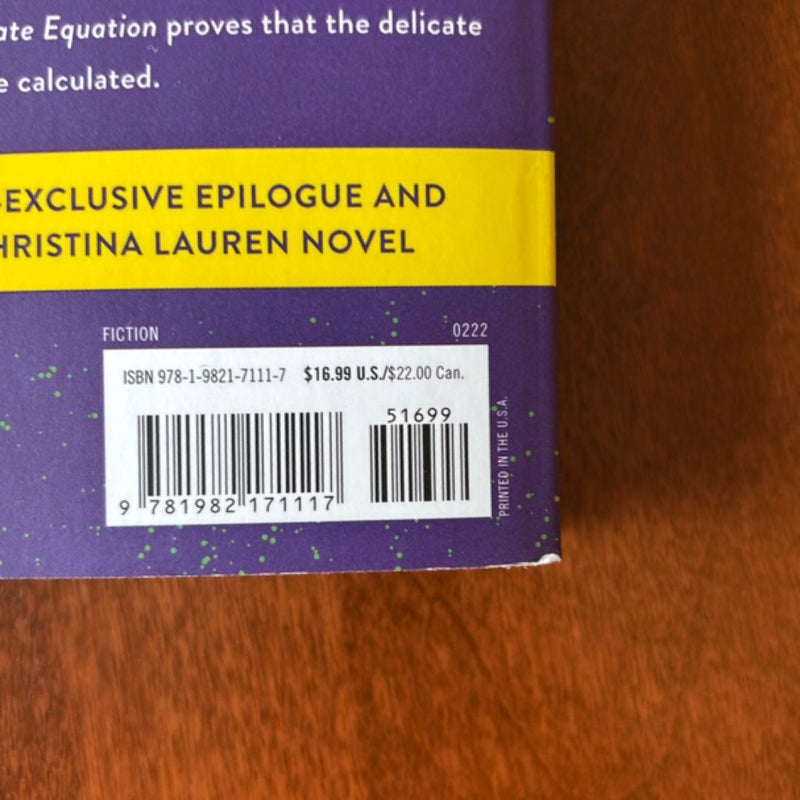 ate Equation proves that the delicate
e calculated.
-EXCLUSIVE EPILOGUE AND
HRISTINA LAUREN NOVEL
FICTION 0222
ISBN 978-1-9821-7111-7 $16.99 U.S./$22.00 Can.
51699
9 781982 171117
PRINTED IN THE U.S.A.